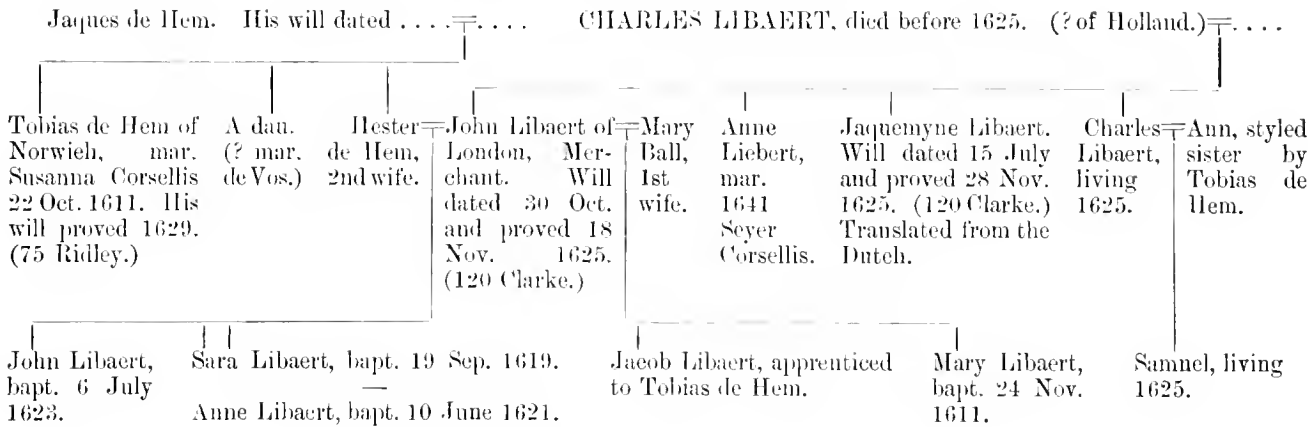 Jaques de Hem. His will dated . . . . = . . . . CHARLES LIBAERT, died before 1625. (? of Holland.) = . . . .
Tobias de Hem of
Norwich, mar.
Susanna Corsellis
22 Oct. 1611. His
will proved 1629.
(75 Ridley.)
A dau.
(? mar.
de Vos.)
Hester=
de Hem,
2nd wife.
John Libaert of=
London, Mer-
chant. Will
dated 30 Oct.
and proved 18
Nov. 1625.
(120 Clarke.)
Mary
Ball,
1st
wife.
Anne
Liebert,
mar.
1641
Seyer
Corsellis.
Jaquemyne Libaert.
Will dated 15 July
and proved 28 Nov.
1625. (120 Clarke.)
Translated from the
Dutch.
Charles=
Libaert,
living
1625.
Ann, styled
sister by
Tobias de
Hem.
John Libaert,
bapt. 6 July
1623.
Sara Libaert, bapt. 19 Sep. 1619.
—
Anne Libaert, bapt. 10 June 1621.
Jacob Libaert, apprenticed
to Tobias de Hem.
Mary Libaert,
bapt. 24 Nov.
1611.
Samuel, living
1625.